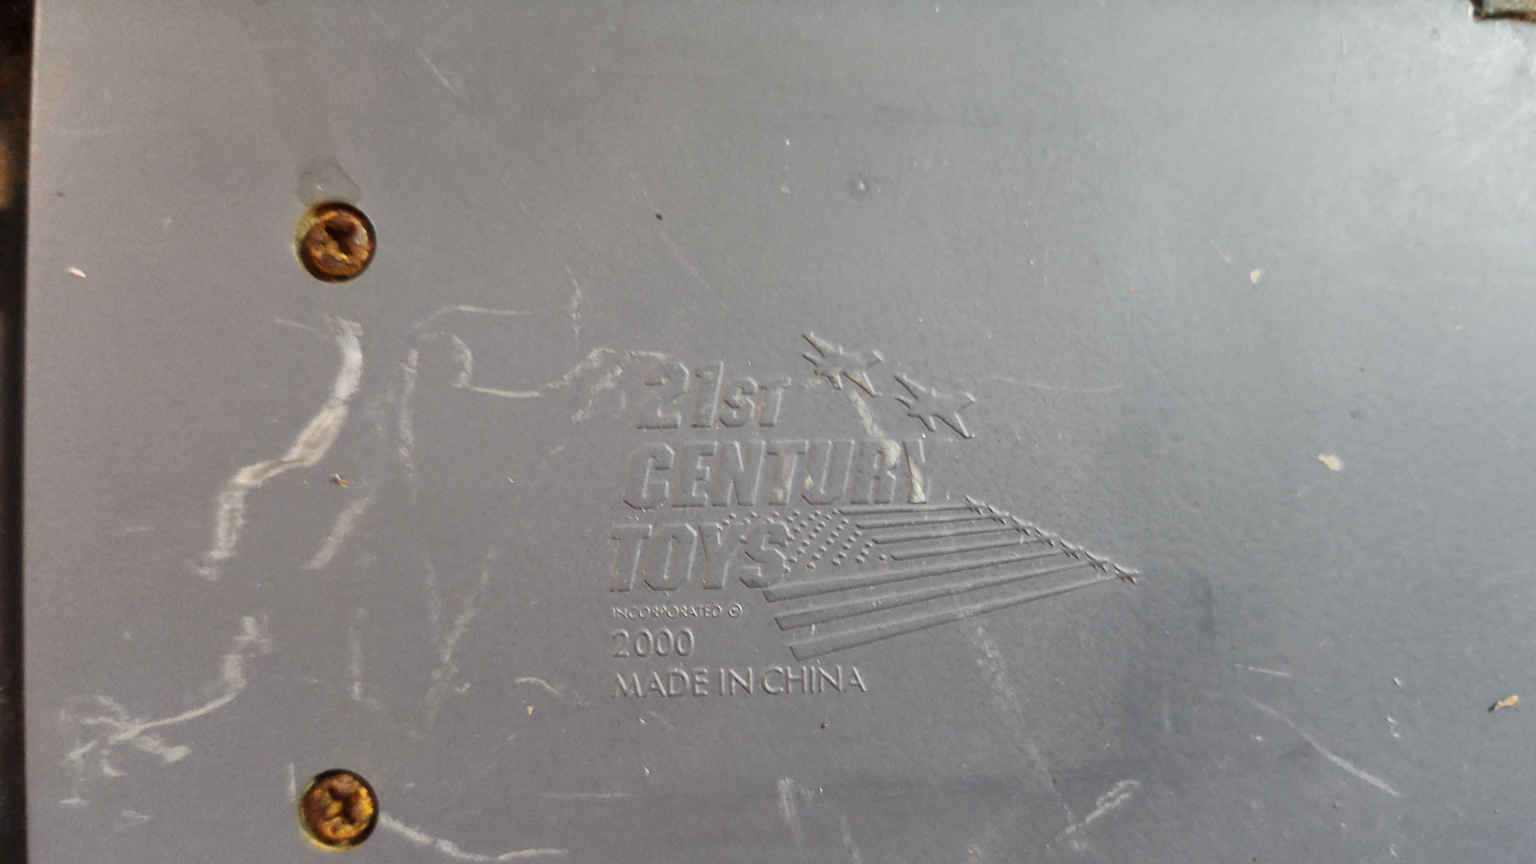 21ST
CENTURY
TOYS
INCORPORATED ©
2000
MADE IN CHINA